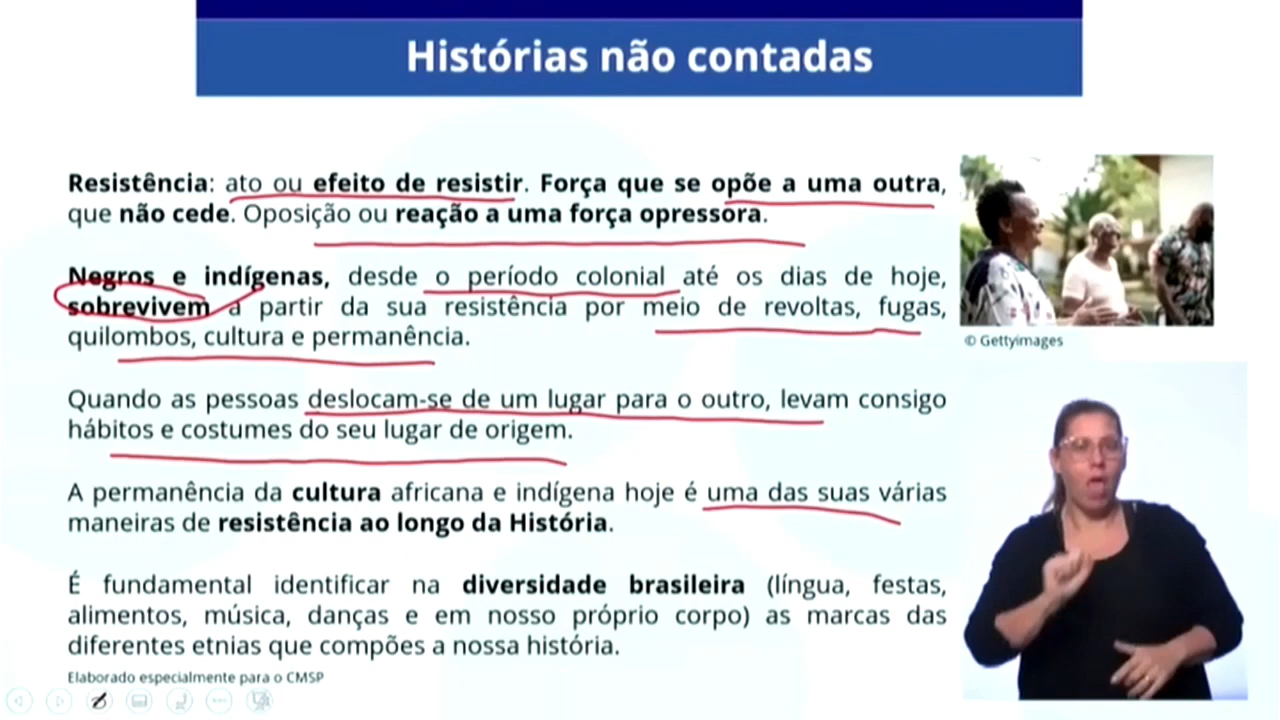 Histórias não contadas
Resistência: ato ou efeito de resistir. Força que se opõe a uma outra,
que não cede. Oposição ou reação a uma força opressora.
Negros e indígenas, desde o período colonial até os dias de hoje,
sobrevivem a partir da sua resistência por meio de revoltas, fugas,
quilombos, cultura e permanência.
© Gettyimages
Quando as pessoas deslocam-se de um lugar para o outro, levam consigo
hábitos e costumes do seu lugar de origem.
A permanência da cultura africana e indígena hoje é uma das suas várias
maneiras de resistência ao longo da História.
É fundamental identificar na diversidade brasileira (língua, festas,
alimentos, música, danças e em nosso próprio corpo) as marcas das
diferentes etnias que compões a nossa história.
Elaborado especialmente para o CMSP